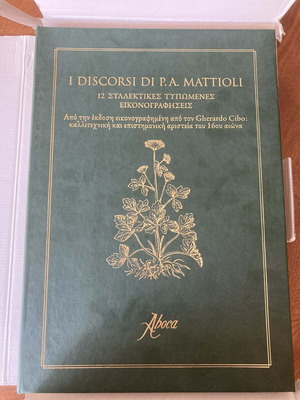 I DISCORSI DI P.A. MATTIOLI
12 ΣΥΛΛΕΚΤΙΚΕΣ ΤΥΠΩΜΕΝΕΣ
ΕΙΚΟΝΟΓΡΑΦΗΣΕΙΣ
Από την έκδοση εικονογραφημένη από τον Gherardo Cibo:
καλλιτεχνική και επιστημονική αριστεία του 16ου αιώνα
Aboca